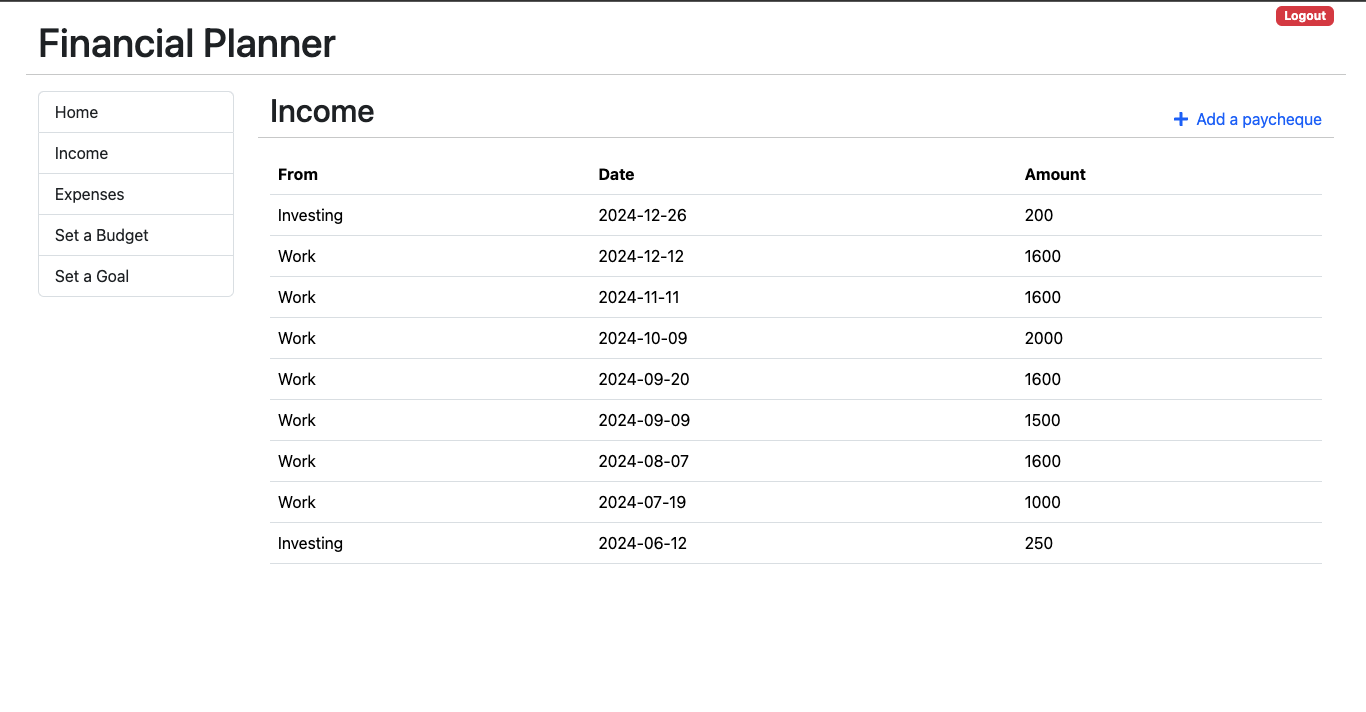 Logout
Financial Planner
Home
Income
Expenses
Set a Budget
Set a Goal
Income
+ Add a paycheque
From Date Amount
Investing 2024-12-26 200
Work 2024-12-12 1600
Work 2024-11-11 1600
Work 2024-10-09 2000
Work 2024-09-20 1600
Work 2024-09-09 1500
Work 2024-08-07 1600
Work 2024-07-19 1000
Investing 2024-06-12 250